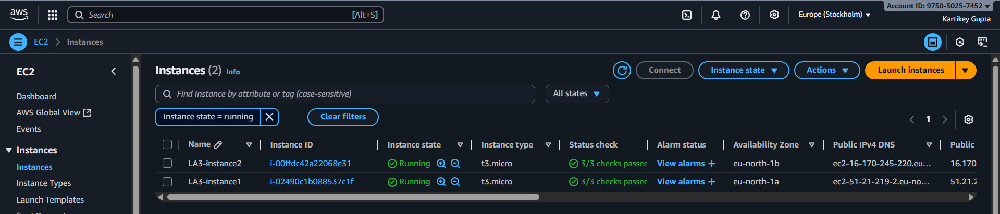 aws
Search [Alt+S]
Europe (Stockholm)
Account ID: 9750-5025-7452
Kartikey Gupta
EC2 Instances
EC2
Dashboard
AWS Global View
Events
Instances
Instances
Instance Types
Launch Templates
Instances (2) Info
Connect
Instance state
Actions
Launch instances
Find Instance by attribute or tag (case-sensitive)
All states
Instance state = running
Clear filters
1
Name Instance ID Instance state Instance type Status check Alarm status Availability Zone Public IPv4 DNS Public
LA3-instance2 i-00ffdc42a22068e31 Running t3.micro 3/3 checks passec View alarms + eu-north-1b ec2-16-170-245-220.eu... 16.170
LA3-instance1 i-02490c1b088537c1f Running t3.micro 3/3 checks passec View alarms + eu-north-1a ec2-51-21-219-2.eu-no... 51.21.2